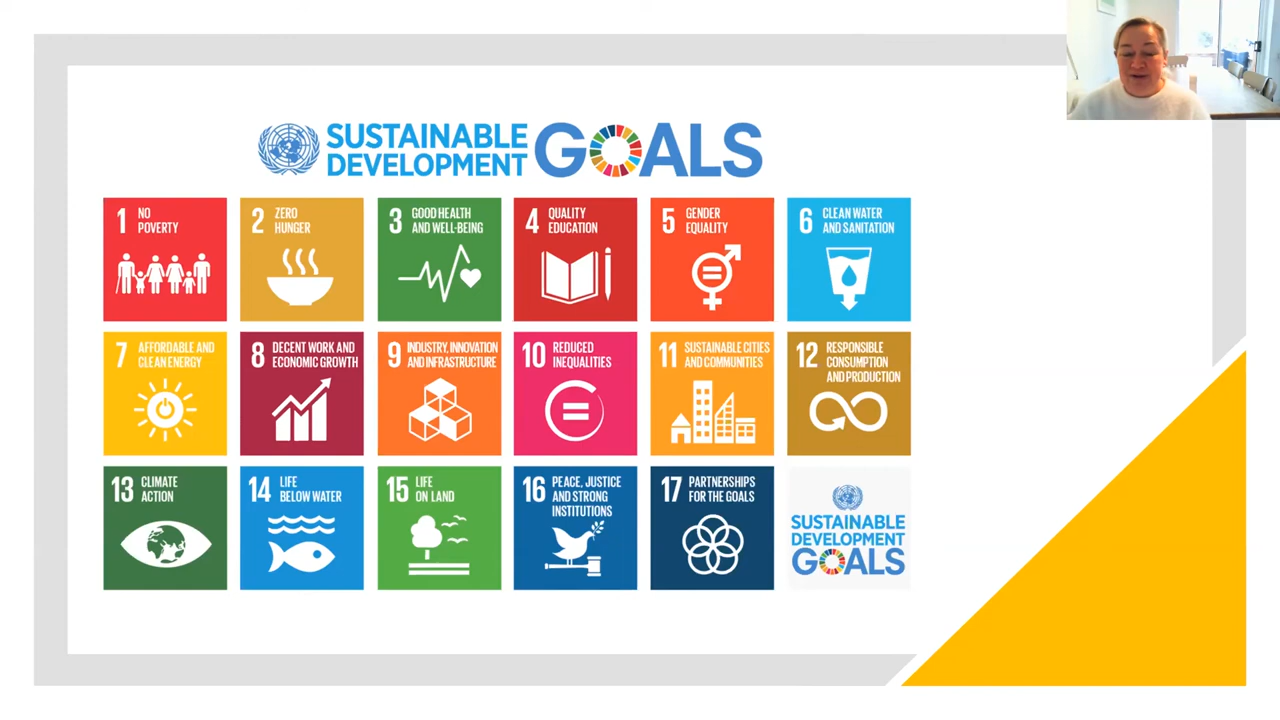 SUSTAINABLE
DEVELOPMENT
GOALS
1 NO
POVERTY
2 ZERO
HUNGER
3 GOOD HEALTH
AND WELL-BEING
4 QUALITY
EDUCATION
5 GENDER
EQUALITY
6 CLEAN WATER
AND SANITATION
7 AFFORDABLE AND
CLEAN ENERGY
8 DECENT WORK AND
ECONOMIC GROWTH
9 INDUSTRY, INNOVATION
AND INFRASTRUCTURE
10 REDUCED
INEQUALITIES
11 SUSTAINABLE CITIES
AND COMMUNITIES
12 RESPONSIBLE
CONSUMPTION
AND PRODUCTION
13 CLIMATE
ACTION
14 LIFE
BELOW WATER
15 LIFE
ON LAND
16 PEACE, JUSTICE
AND STRONG
INSTITUTIONS
17 PARTNERSHIPS
FOR THE GOALS
SUSTAINABLE
DEVELOPMENT
GOALS